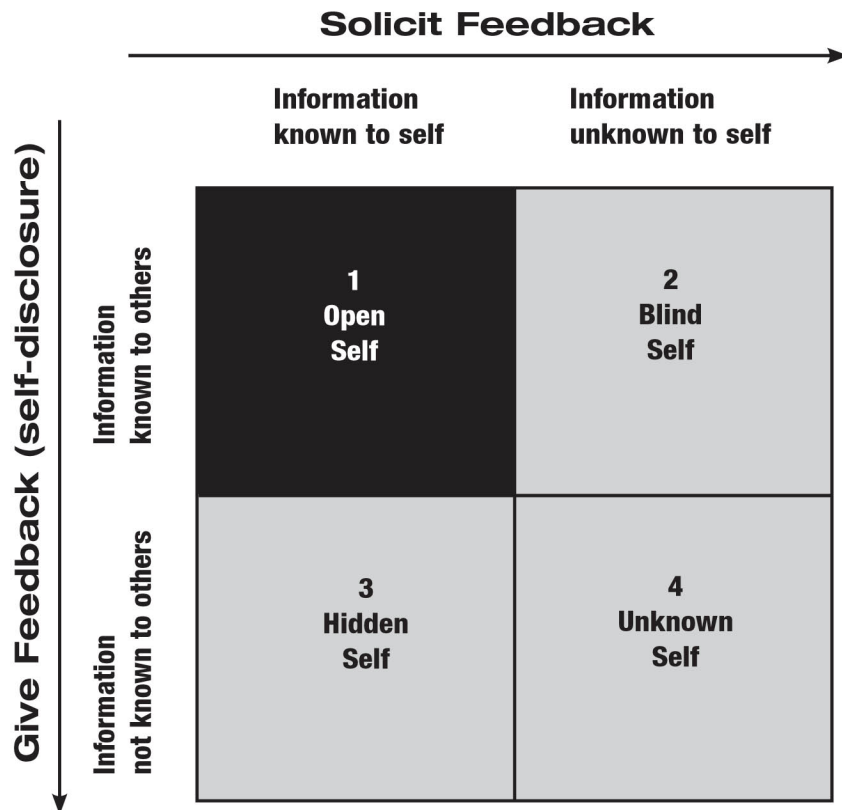 Solicit Feedback
Information
known to self
Information
unknown to self
Give Feedback (self-disclosure)
Information
known to others
1
Open
Self
2
Blind
Self
Information
not known to others
3
Hidden
Self
4
Unknown
Self